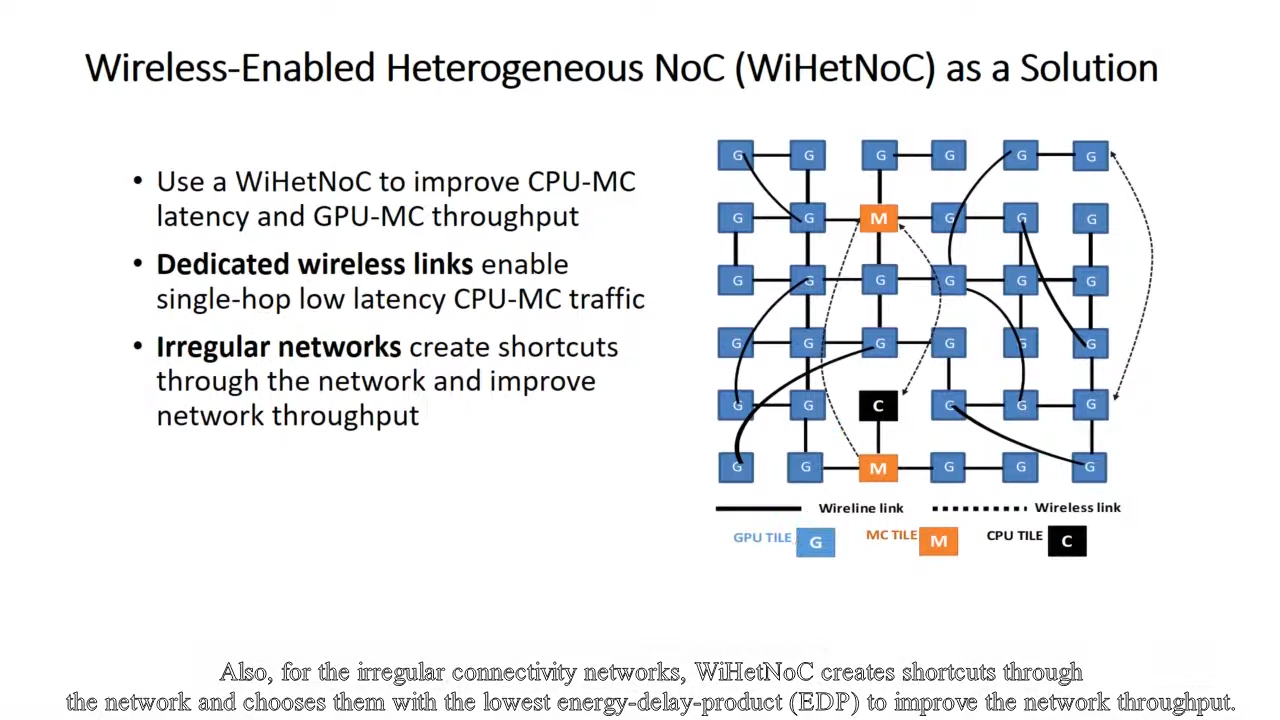 Wireless-Enabled Heterogeneous NoC (WiHetNoC) as a Solution
• Use a WiHetNoC to improve CPU-MC
latency and GPU-MC throughput
• Dedicated wireless links enable
single-hop low latency CPU-MC traffic
• Irregular networks create shortcuts
through the network and improve
network throughput
G G G G G G
G G M G G G
G G G G G G
G G G G G G
G G C G G G
G G M G G G
Wireline link Wireless link
GPU TILE G MC TILE M CPU TILE C
Also, for the irregular connectivity networks, WiHetNoC creates shortcuts through
the network and chooses them with the lowest energy-delay-product (EDP) to improve the network throughput.